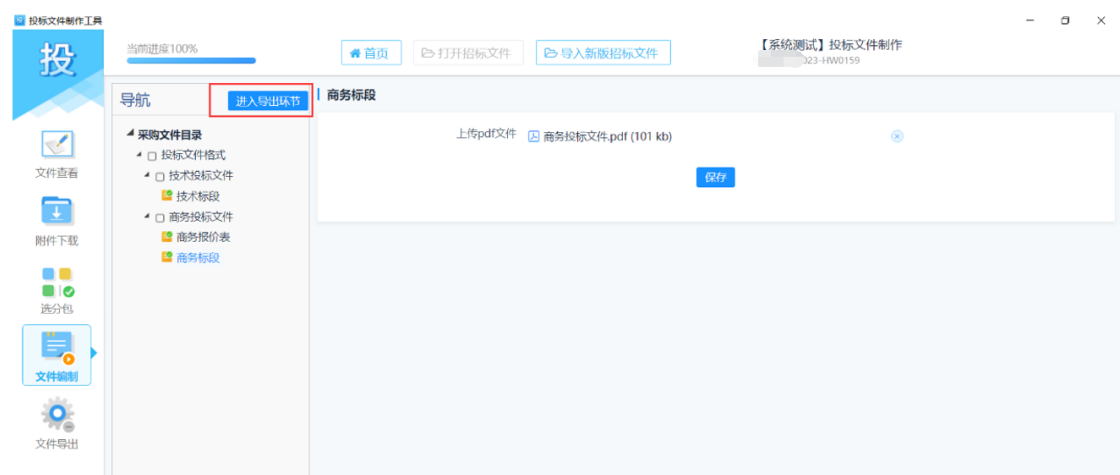 投标文件制作工具
投
当前进度100%
首页
打开招标文件
导入新版招标文件
【系统测试】投标文件制作
023-HW0159
文件查看
附件下载
选分包
文件编制
文件导出
导航
进入导出环节
采购文件目录
投标文件格式
技术投标文件
技术标段
商务投标文件
商务报价表
商务标段
商务标段
上传pdf文件 商务投标文件.pdf (101 kb)
保存